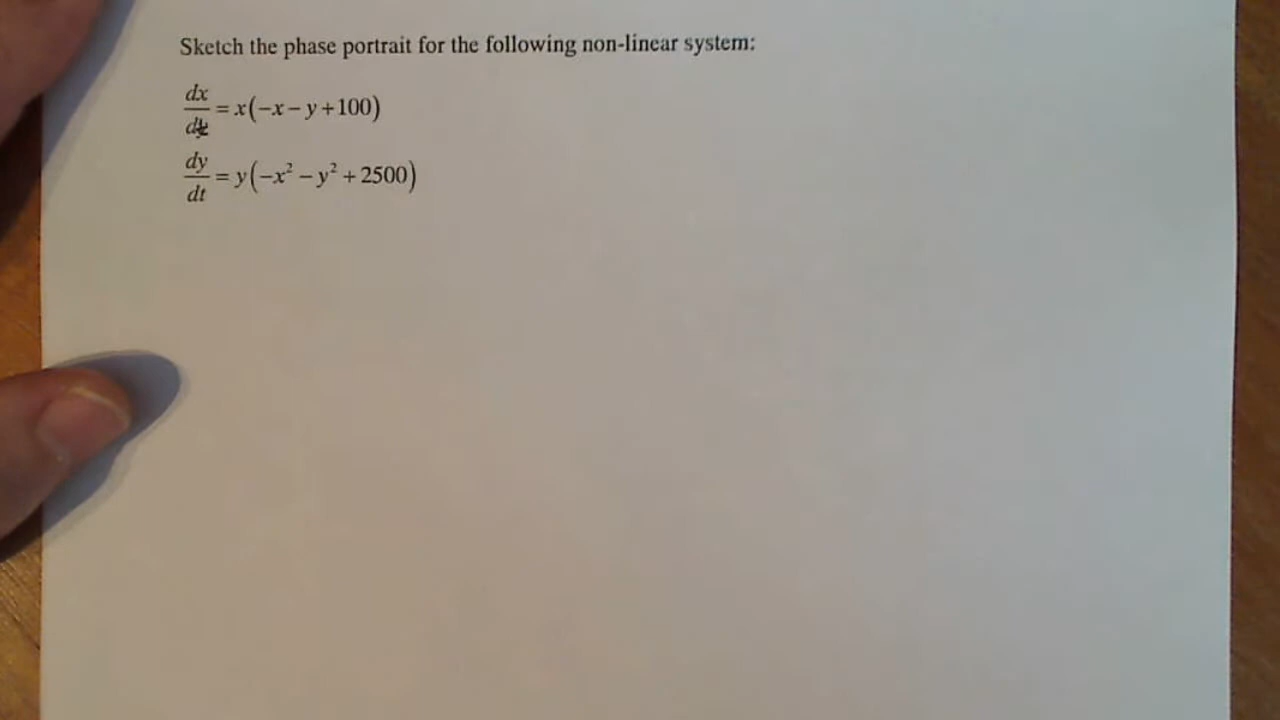 Sketch the phase portrait for the following non-linear system:
dx/dt = x(−x − y + 100)
dy/dt = y(−x² − y² + 2500)